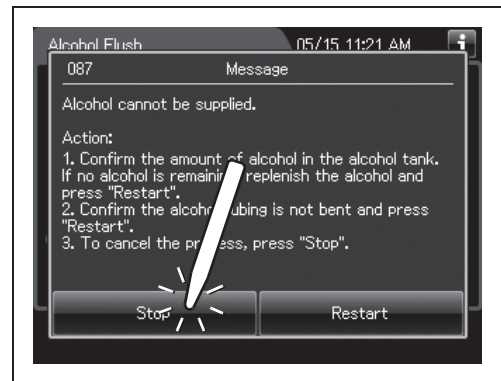 Alcohol Flush 05/15 11:21 AM i
087 Message
Alcohol cannot be supplied.
Action:
1. Confirm the amount of alcohol in the alcohol tank.
If no alcohol is remaining replenish the alcohol and
press "Restart".
2. Confirm the alcohol tubing is not bent and press
"Restart".
3. To cancel the process, press "Stop".
Stop Restart